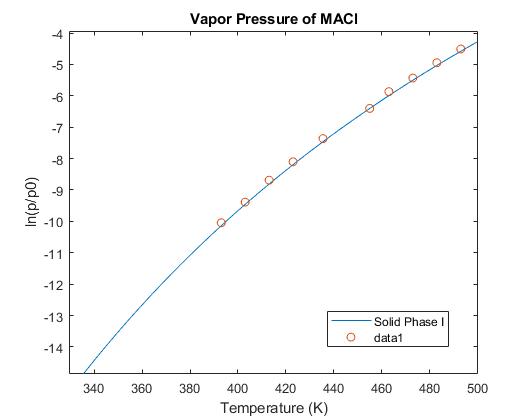 Vapor Pressure of MACl
-4
-5
-6
-7
-8
-9
-10
-11
-12
-13
-14
ln(p/p0)
340 360 380 400 420 440 460 480 500
Temperature (K)
Solid Phase I
data1